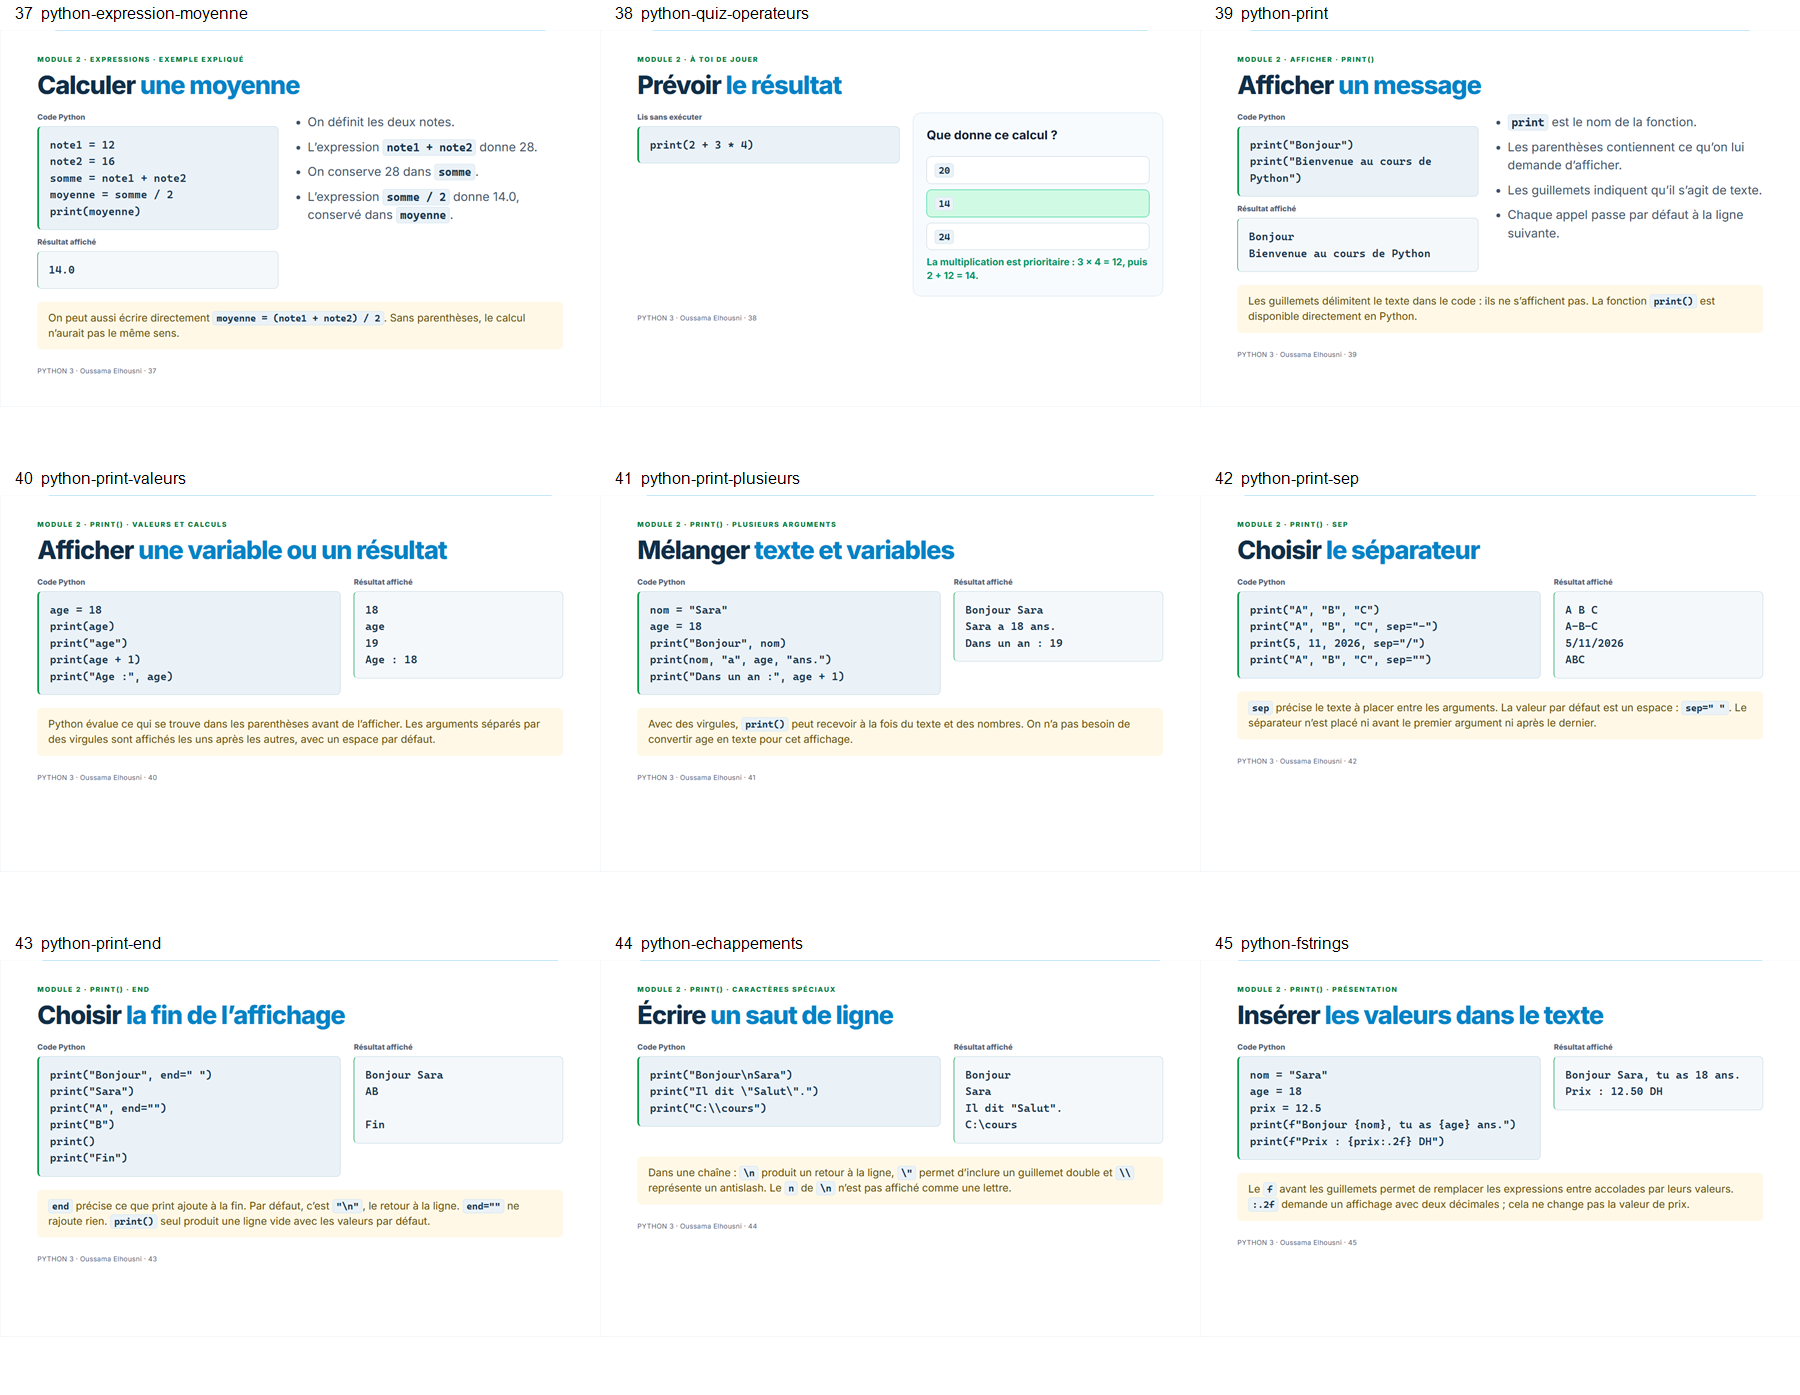 37 python-expression-moyenne
MODULE 2 · EXPRESSIONS · EXEMPLE EXPLIQUÉ
Calculer une moyenne
Code Python
note1 = 12
note2 = 16
somme = note1 + note2
moyenne = somme / 2
print(moyenne)
Résultat affiché
14.0
• On définit les deux notes.
• L’expression note1 + note2 donne 28.
• On conserve 28 dans somme .
• L’expression somme / 2 donne 14.0,
conservé dans moyenne .
On peut aussi écrire directement moyenne = (note1 + note2) / 2 . Sans parenthèses, le calcul
n’aurait pas le même sens.
PYTHON 3 · Oussama Elhousni · 37
38 python-quiz-operateurs
MODULE 2 · À TOI DE JOUER
Prévoir le résultat
Lis sans exécuter
print(2 + 3 * 4)
Que donne ce calcul ?
20
14
24
La multiplication est prioritaire : 3 × 4 = 12, puis
2 + 12 = 14.
PYTHON 3 · Oussama Elhousni · 38
39 python-print
MODULE 2 · AFFICHER · PRINT()
Afficher un message
Code Python
print("Bonjour")
print("Bienvenue au cours de
Python")
Résultat affiché
Bonjour
Bienvenue au cours de Python
• print est le nom de la fonction.
• Les parenthèses contiennent ce qu’on lui
demande d’afficher.
• Les guillemets indiquent qu’il s’agit de texte.
• Chaque appel passe par défaut à la ligne
suivante.
Les guillemets délimitent le texte dans le code : ils ne s’affichent pas. La fonction print() est
disponible directement en Python.
PYTHON 3 · Oussama Elhousni · 39
40 python-print-valeurs
MODULE 2 · PRINT() · VALEURS ET CALCULS
Afficher une variable ou un résultat
Code Python
age = 18
print(age)
print("age")
print(age + 1)
print("Age :", age)
Résultat affiché
18
age
19
Age : 18
Python évalue ce qui se trouve dans les parenthèses avant de l’afficher. Les arguments séparés par
des virgules sont affichés les uns après les autres, avec un espace par défaut.
PYTHON 3 · Oussama Elhousni · 40
41 python-print-plusieurs
MODULE 2 · PRINT() · PLUSIEURS ARGUMENTS
Mélanger texte et variables
Code Python
nom = "Sara"
age = 18
print("Bonjour", nom)
print(nom, "a", age, "ans.")
print("Dans un an :", age + 1)
Résultat affiché
Bonjour Sara
Sara a 18 ans.
Dans un an : 19
Avec des virgules, print() peut recevoir à la fois du texte et des nombres. On n’a pas besoin de
convertir age en texte pour cet affichage.
PYTHON 3 · Oussama Elhousni · 41
42 python-print-sep
MODULE 2 · PRINT() · SEP
Choisir le séparateur
Code Python
print("A", "B", "C")
print("A", "B", "C", sep="-")
print(5, 11, 2026, sep="/")
print("A", "B", "C", sep="")
Résultat affiché
A B C
A-B-C
5/11/2026
ABC
sep précise le texte à placer entre les arguments. La valeur par défaut est un espace : sep=" " . Le
séparateur n’est placé ni avant le premier argument ni après le dernier.
PYTHON 3 · Oussama Elhousni · 42
43 python-print-end
MODULE 2 · PRINT() · END
Choisir la fin de l’affichage
Code Python
print("Bonjour", end=" ")
print("Sara")
print("A", end="")
print("B")
print()
print("Fin")
Résultat affiché
Bonjour Sara
AB
Fin
end précise ce que print ajoute à la fin. Par défaut, c’est "\n" , le retour à la ligne. end="" ne
rajoute rien. print() seul produit une ligne vide avec les valeurs par défaut.
PYTHON 3 · Oussama Elhousni · 43
44 python-echappements
MODULE 2 · PRINT() · CARACTÈRES SPÉCIAUX
Écrire un saut de ligne
Code Python
print("Bonjour\nSara")
print("Il dit \"Salut\".")
print("C:\\cours")
Résultat affiché
Bonjour
Sara
Il dit "Salut".
C:\cours
Dans une chaîne : \n produit un retour à la ligne, \" permet d’inclure un guillemet double et \\
représente un antislash. Le n de \n n’est pas affiché comme une lettre.
PYTHON 3 · Oussama Elhousni · 44
45 python-fstrings
MODULE 2 · PRINT() · PRÉSENTATION
Insérer les valeurs dans le texte
Code Python
nom = "Sara"
age = 18
prix = 12.5
print(f"Bonjour {nom}, tu as {age} ans.")
print(f"Prix : {prix:.2f} DH")
Résultat affiché
Bonjour Sara, tu as 18 ans.
Prix : 12.50 DH
Le f avant les guillemets permet de remplacer les expressions entre accolades par leurs valeurs.
:.2f demande un affichage avec deux décimales ; cela ne change pas la valeur de prix.
PYTHON 3 · Oussama Elhousni · 45